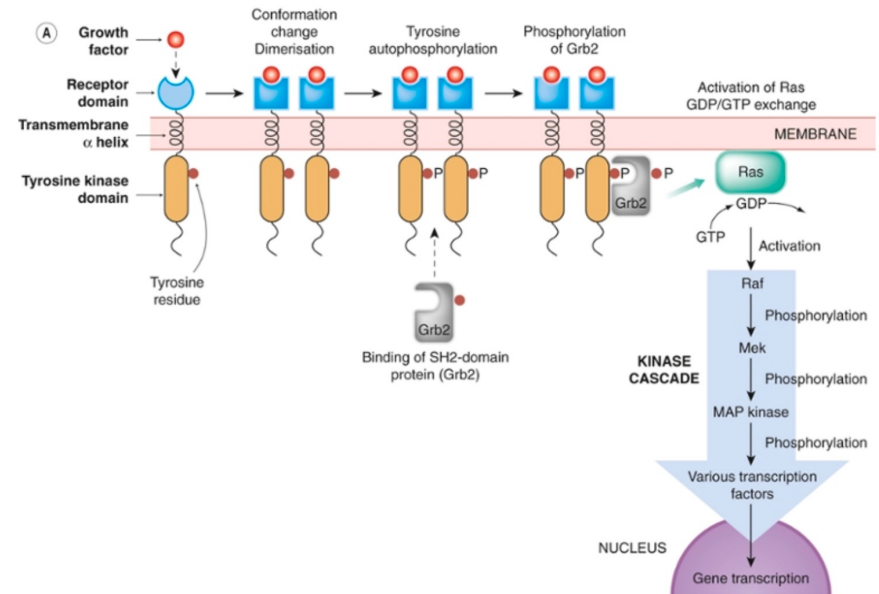 A
Growth
factor
Conformation
change
Dimerisation
Tyrosine
autophosphorylation
Phosphorylation
of Grb2
Receptor
domain
Activation of Ras
GDP/GTP exchange
Transmembrane
α helix
MEMBRANE
Tyrosine kinase
domain
P
P
P
P
P
Grb2
Ras
GDP
GTP
Activation
Tyrosine
residue
Grb2
Binding of SH2-domain
protein (Grb2)
Raf
Phosphorylation
Mek
KINASE
CASCADE
Phosphorylation
MAP kinase
Phosphorylation
Various transcription
factors
NUCLEUS
Gene transcription